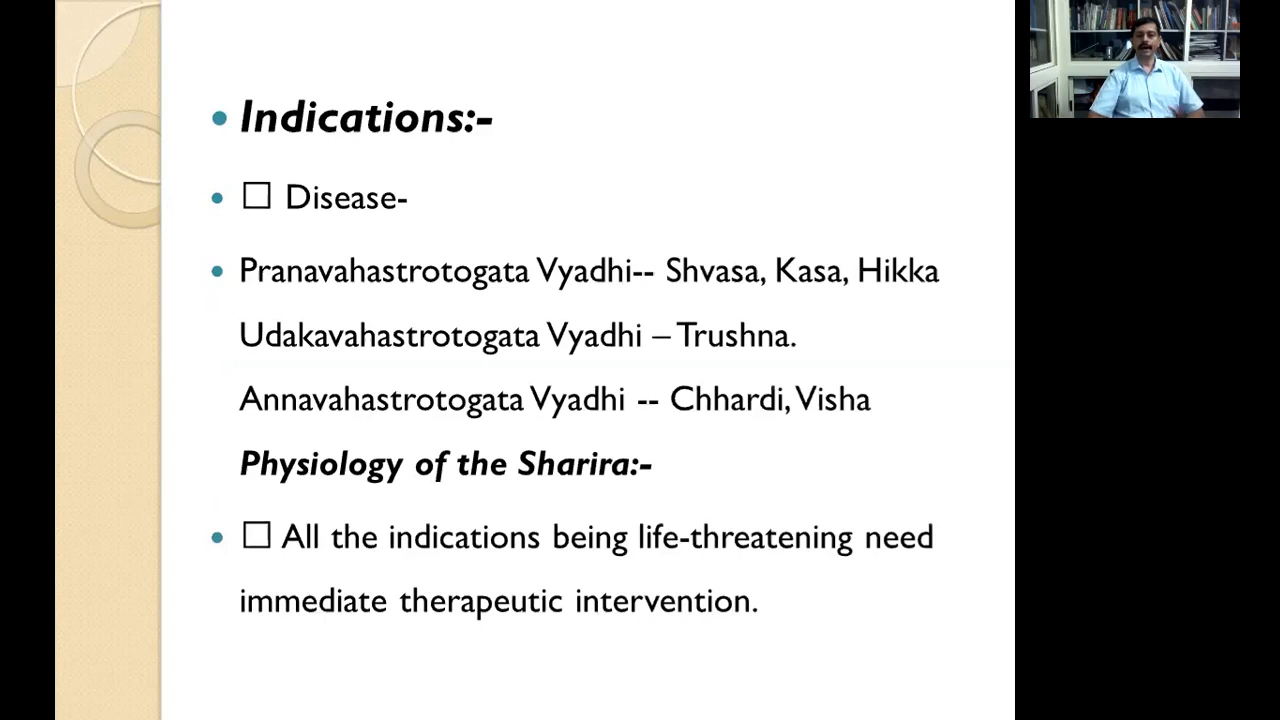 Indications:-
☐ Disease-
Pranavahastrotogata Vyadhi-- Shvasa, Kasa, Hikka
Udakavahastrotogata Vyadhi – Trushna.
Annavahastrotogata Vyadhi -- Chhardi, Visha
Physiology of the Sharira:-
☐ All the indications being life-threatening need
immediate therapeutic intervention.